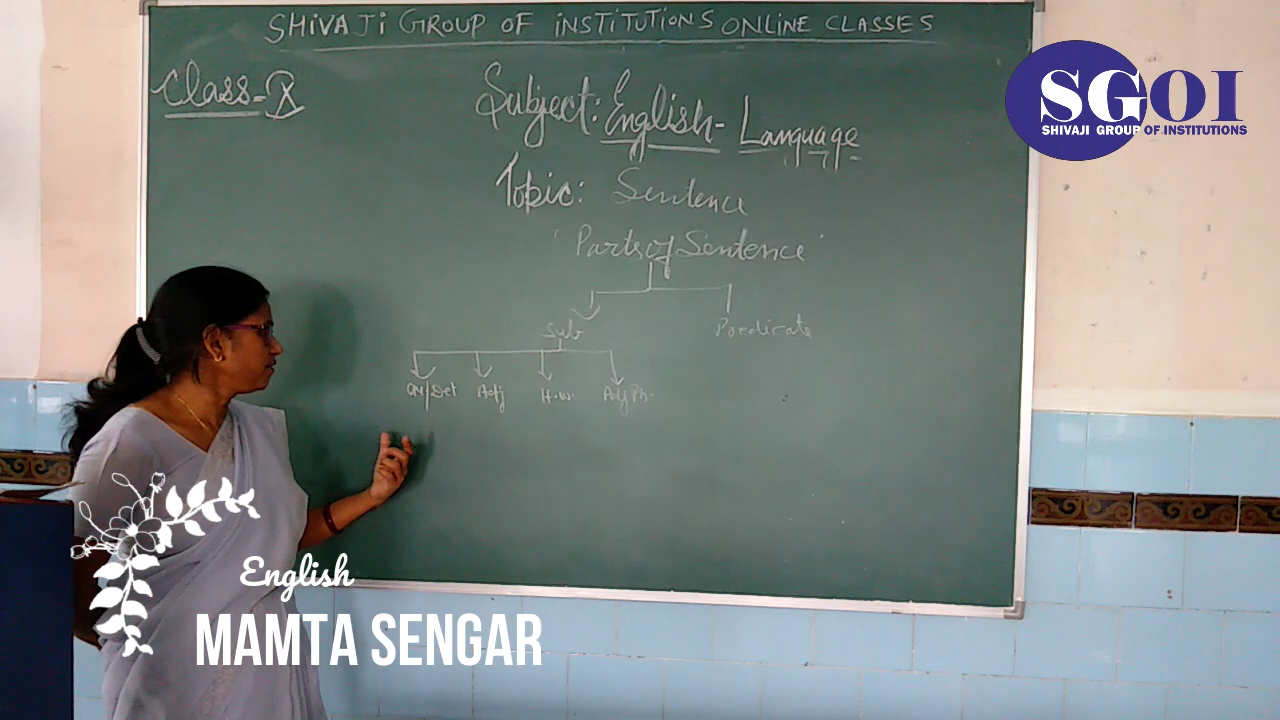 SHIVAJI GROUP OF INSTITUTIONS ONLINE CLASSES
Class-X
Subject: English- Language
Topic: Sentence
'Parts of Sentence'
Sub Predicate
Adj H.W. Adj Ph.
SGOI
SHIVAJI GROUP OF INSTITUTIONS
English
MAMTA SENGAR